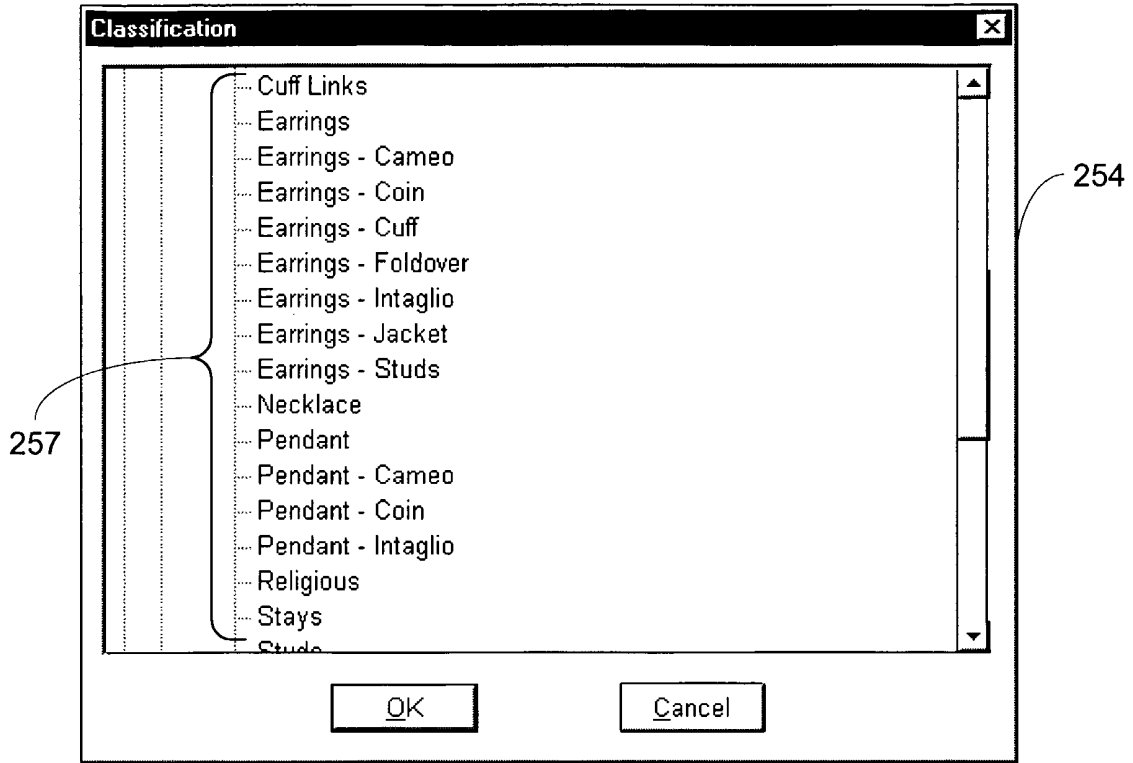 Classification
Cuff Links
Earrings
Earrings - Cameo
Earrings - Coin
254
Earrings - Cuff
Earrings - Foldover
Earrings - Intaglio
Earrings - Jacket
Earrings - Studs
Necklace
257
Pendant
Pendant - Cameo
Pendant - Coin
Pendant - Intaglio
Religious
Stays
OK Cancel